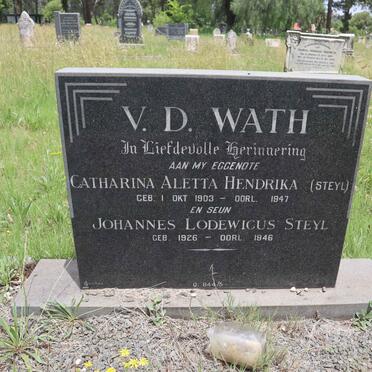 V. D. WATH
In Liefdevolle Herinnering
AAN MY EGGENOTE
CATHARINA ALETTA HENDRIKA (STEYL)
GEB. 1 OKT 1903 - OORL. 1947
EN SEUN
JOHANNES LODEWICUS STEYL
GEB. 1926 - OORL. 1946